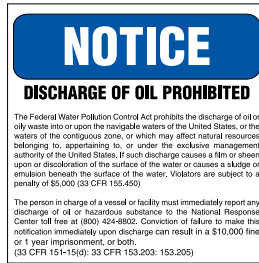 NOTICE
DISCHARGE OF OIL PROHIBITED
The Federal Water Pollution Control Act prohibits the discharge of oil or
oily waste into or upon the navigable waters of the United States, or the
waters of the contiguous zone, or which may affect natural resources
belonging to, appertaining to, or under the exclusive management
authority of the United States. If such discharge causes a film or sheen
upon or discoloration of the surface of the water or causes a sludge or
emulsion beneath the surface of the water. Violators are subject to a
penalty of $5,000 (33 CFR 155.450)
The person in charge of a vessel or facility must immediately report any
discharge of oil or hazardous substance to the National Response
Center toll free at (800) 424-8802. Conviction of failure to make this
notification immediately upon discharge can result in a $10,000 fine
or 1 year imprisonment, or both.
(33 CFR 151-15(d): 33 CFR 153.203: 153.205)